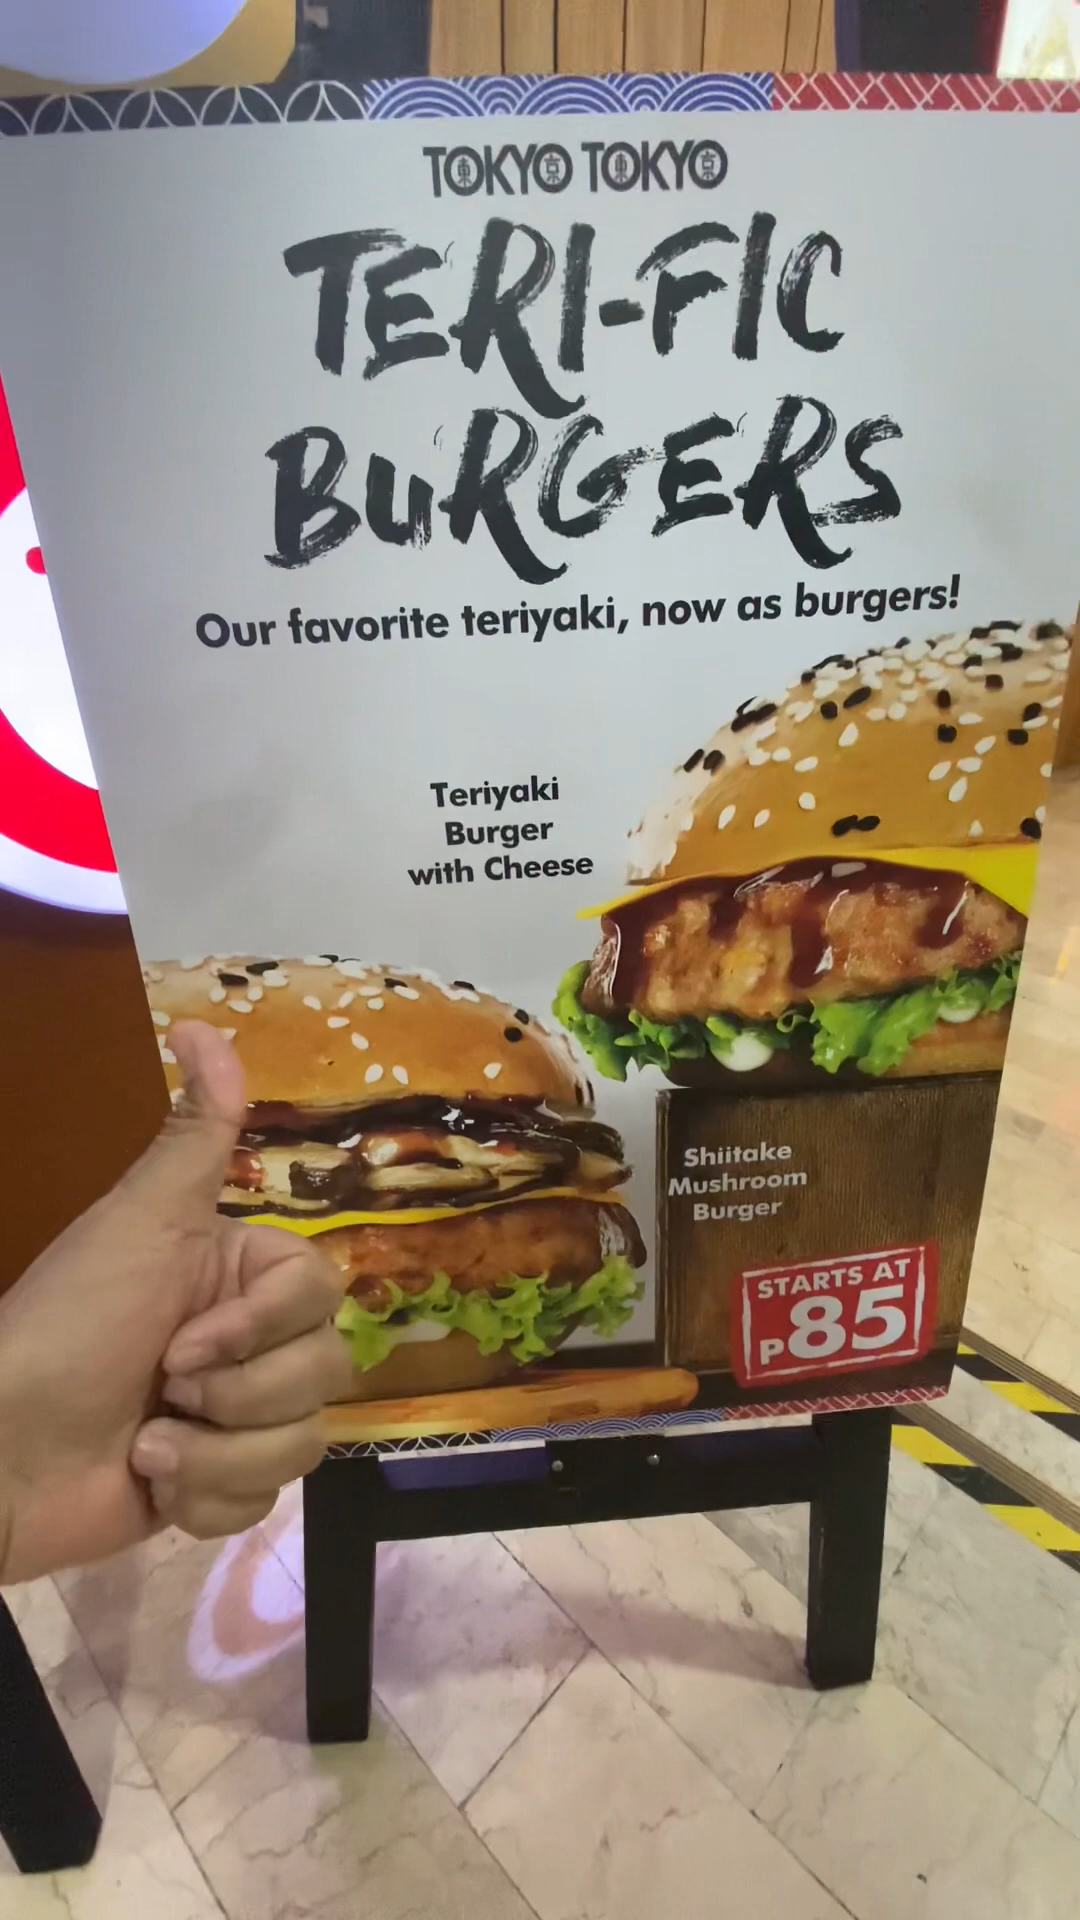 TOKYO TOKYO
TERI-FIC
BURGERS
Our favorite teriyaki, now as burgers!
Teriyaki
Burger
with Cheese
Shiitake
Mushroom
Burger
STARTS AT
P85